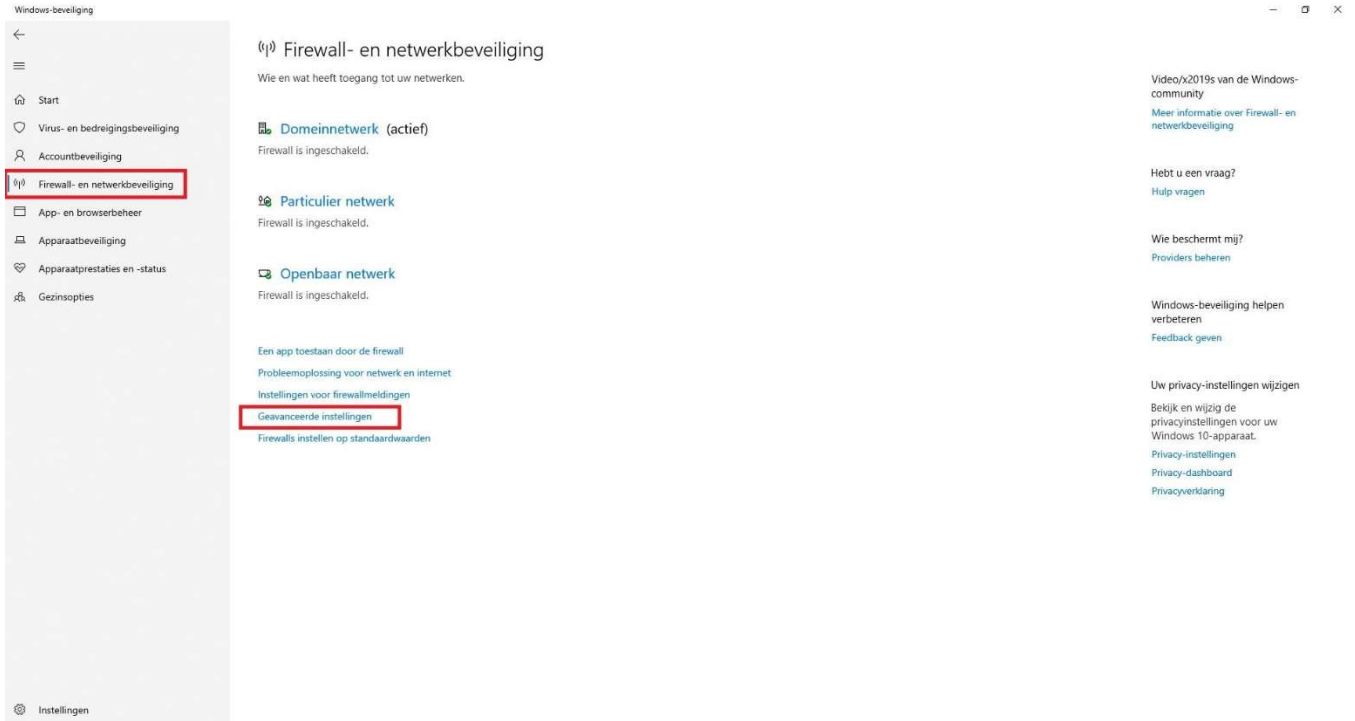 Windows-beveiliging
Start
Virus- en bedreigingsbeveiliging
Accountbeveiliging
Firewall- en netwerkbeveiliging
App- en browserbeheer
Apparaatbeveiliging
Apparaatprestaties en -status
Gezinsopties
Instellingen
Firewall- en netwerkbeveiliging
Wie en wat heeft toegang tot uw netwerken.
Domeinnetwerk (actief)
Firewall is ingeschakeld.
Particulier netwerk
Firewall is ingeschakeld.
Openbaar netwerk
Firewall is ingeschakeld.
Een app toestaan door de firewall
Probleemoplossing voor netwerk en internet
Instellingen voor firewallmeldingen
Geavanceerde instellingen
Firewalls instellen op standaardwaarden
Video/x2019s van de Windows-
community
Meer informatie over Firewall- en
netwerkbeveiliging
Hebt u een vraag?
Hulp vragen
Wie beschermt mij?
Providers beheren
Windows-beveiliging helpen
verbeteren
Feedback geven
Uw privacy-instellingen wijzigen
Bekijk en wijzig de
privacyinstellingen voor uw
Windows 10-apparaat.
Privacy-instellingen
Privacy-dashboard
Privacyverklaring